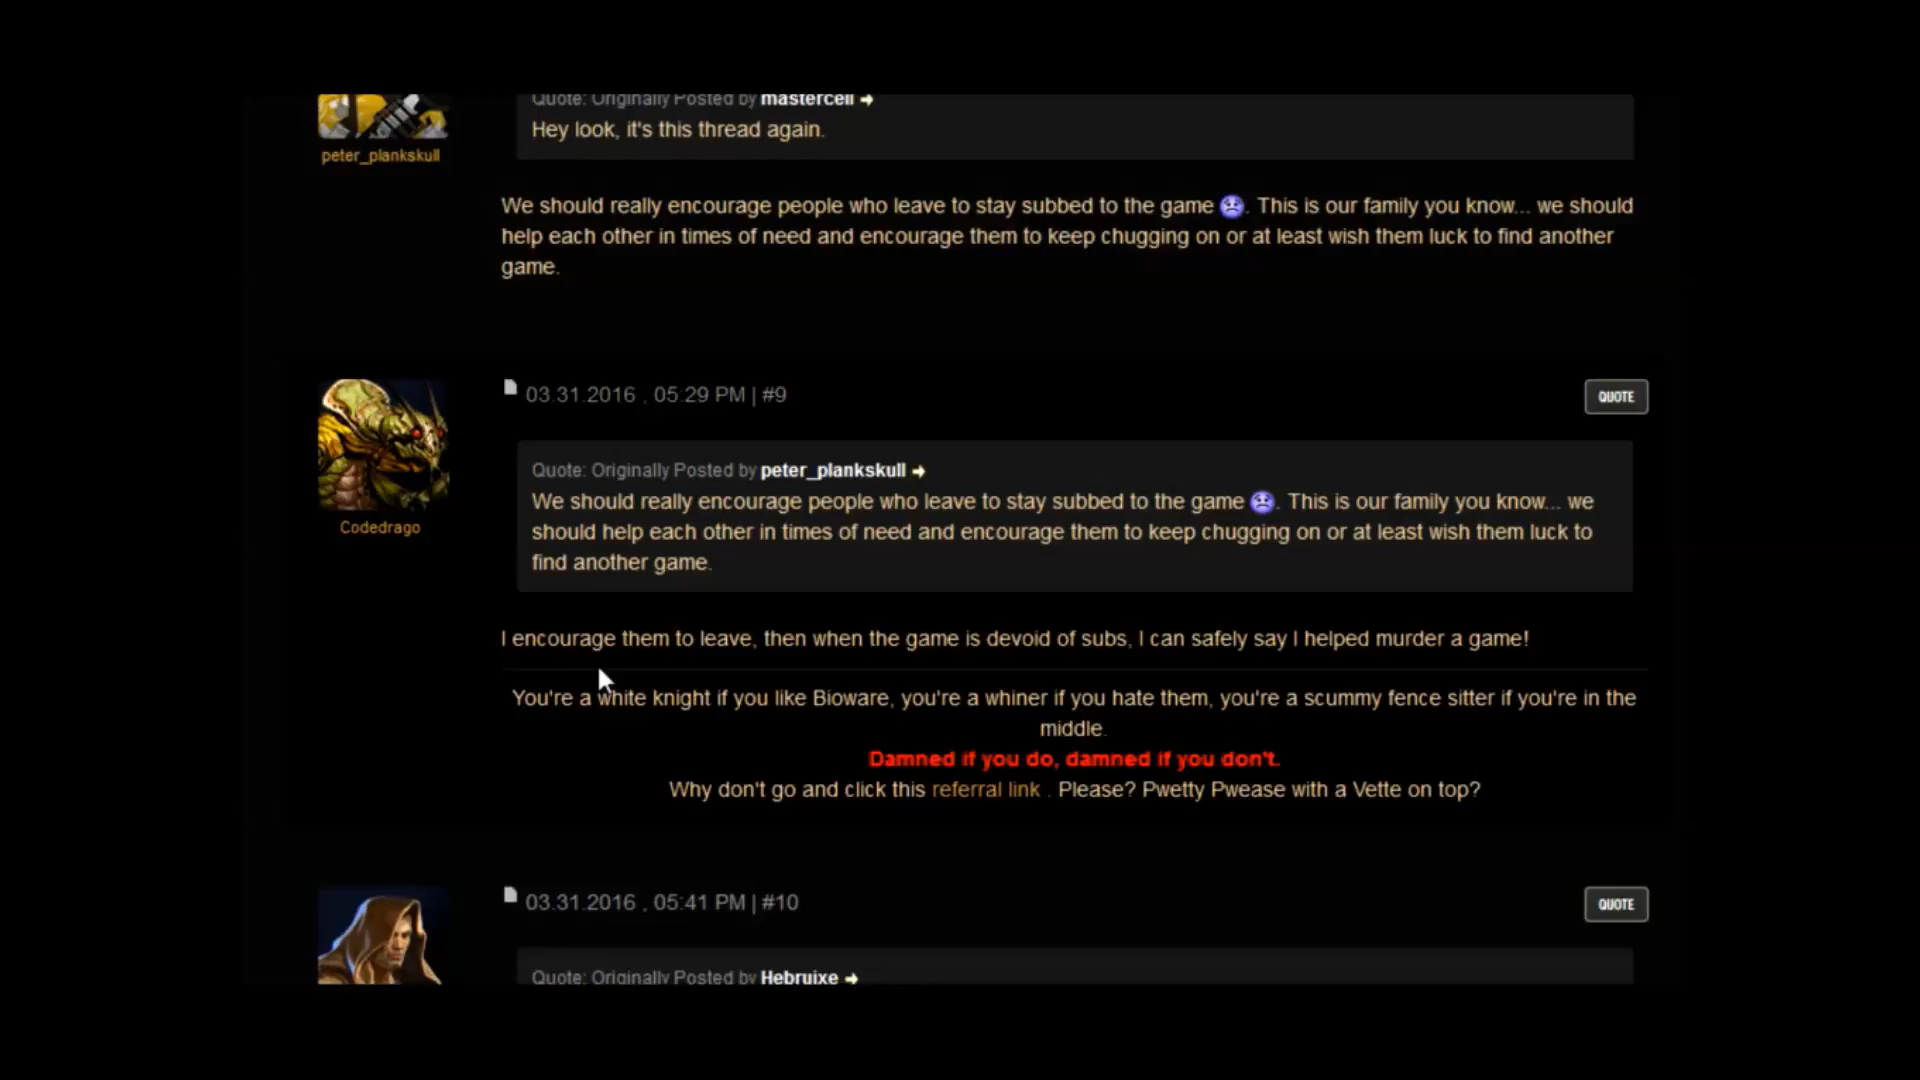 Quote: Originally Posted by mastercell
Hey look, it's this thread again.
peter_plankskull
We should really encourage people who leave to stay subbed to the game. This is our family you know... we should
help each other in times of need and encourage them to keep chugging on or at least wish them luck to find another
game.
03.31.2016 , 05:29 PM | #9
QUOTE
Codedrago
Quote: Originally Posted by peter_plankskull
We should really encourage people who leave to stay subbed to the game. This is our family you know... we
should help each other in times of need and encourage them to keep chugging on or at least wish them luck to
find another game.
I encourage them to leave, then when the game is devoid of subs, I can safely say I helped murder a game!
You're a white knight if you like Bioware, you're a whiner if you hate them, you're a scummy fence sitter if you're in the
middle.
Damned if you do, damned if you don't.
Why don't go and click this referral link . Please? Pwetty Pwease with a Vette on top?
03.31.2016 , 05:41 PM | #10
QUOTE
Quote: Originally Posted by Hebruixe